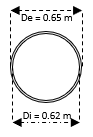 De = 0.65 m
Di = 0.62 m